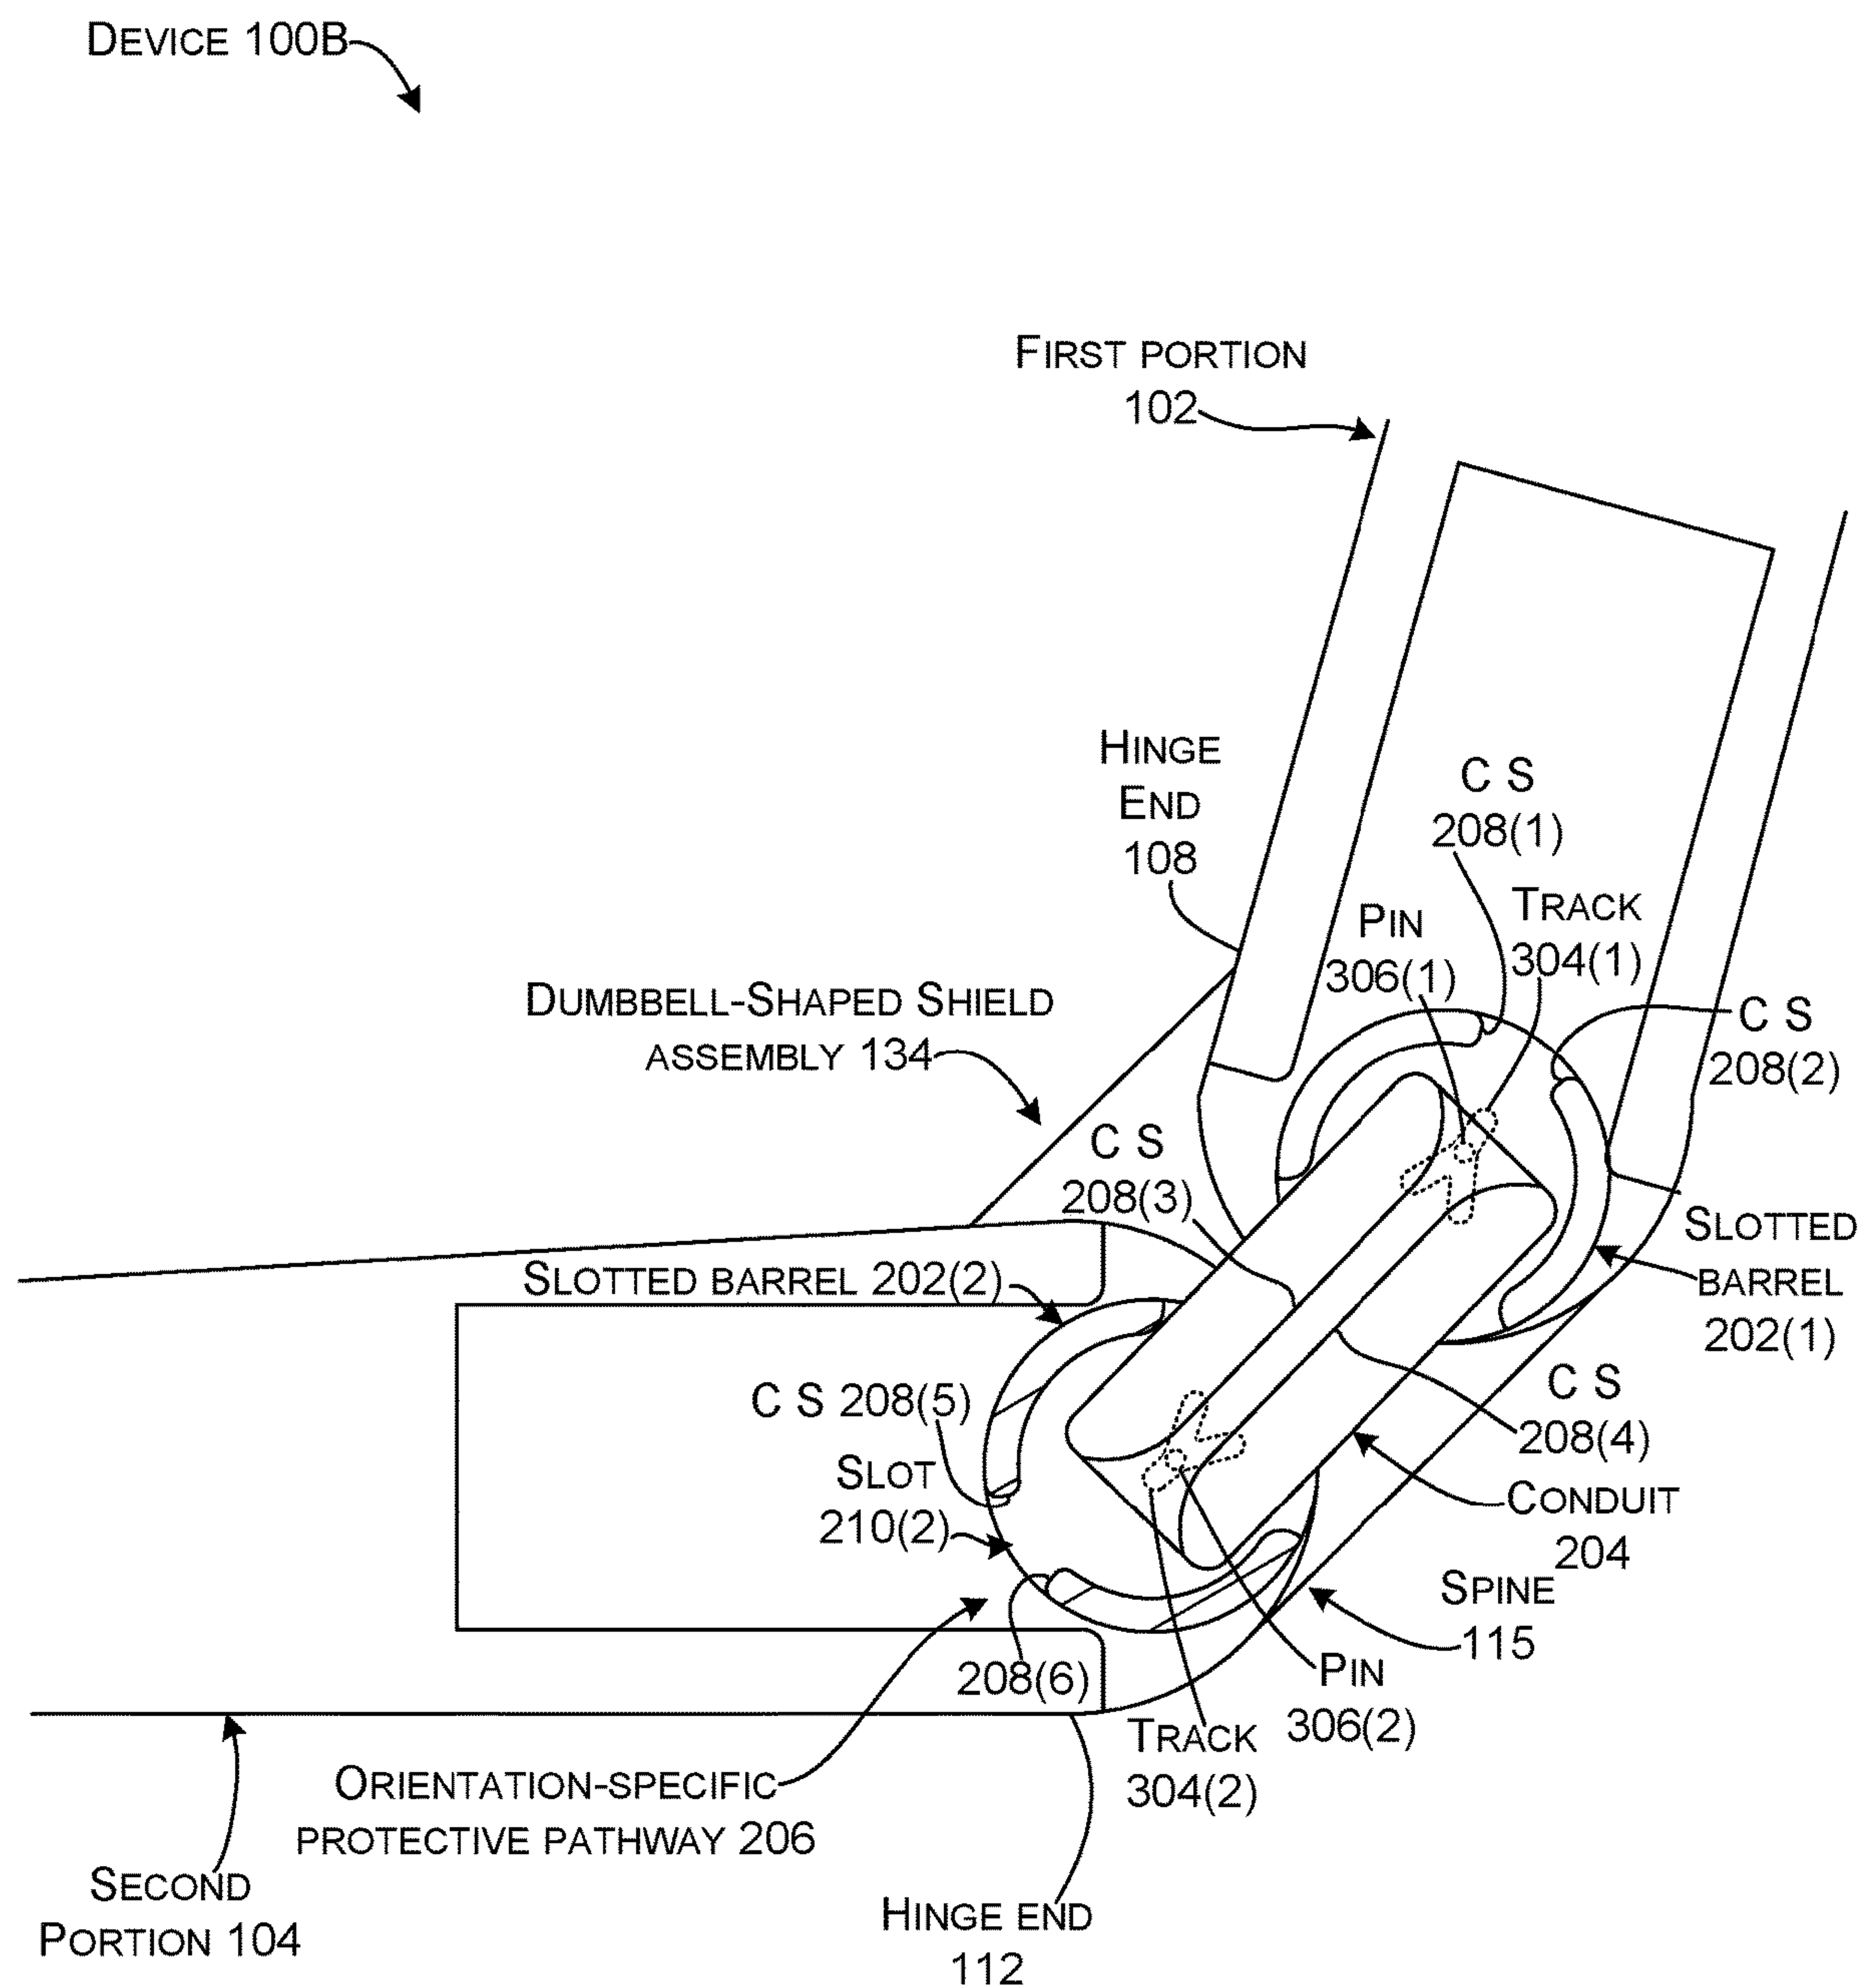 DEVICE 100B
FIRST PORTION
102
HINGE
END
108
C S
208(1)
TRACK
304(1)
PIN
306(1)
C S
208(2)
DUMBBELL-SHAPED SHIELD
ASSEMBLY 134
C S
208(3)
SLOTTED
BARREL
202(1)
SLOTTED BARREL 202(2)
C S 208(5)
C S
208(4)
SLOT
210(2)
CONDUIT
204
SPINE
115
208(6)
PIN
306(2)
TRACK
304(2)
ORIENTATION-SPECIFIC
PROTECTIVE PATHWAY 206
SECOND
PORTION 104
HINGE END
112